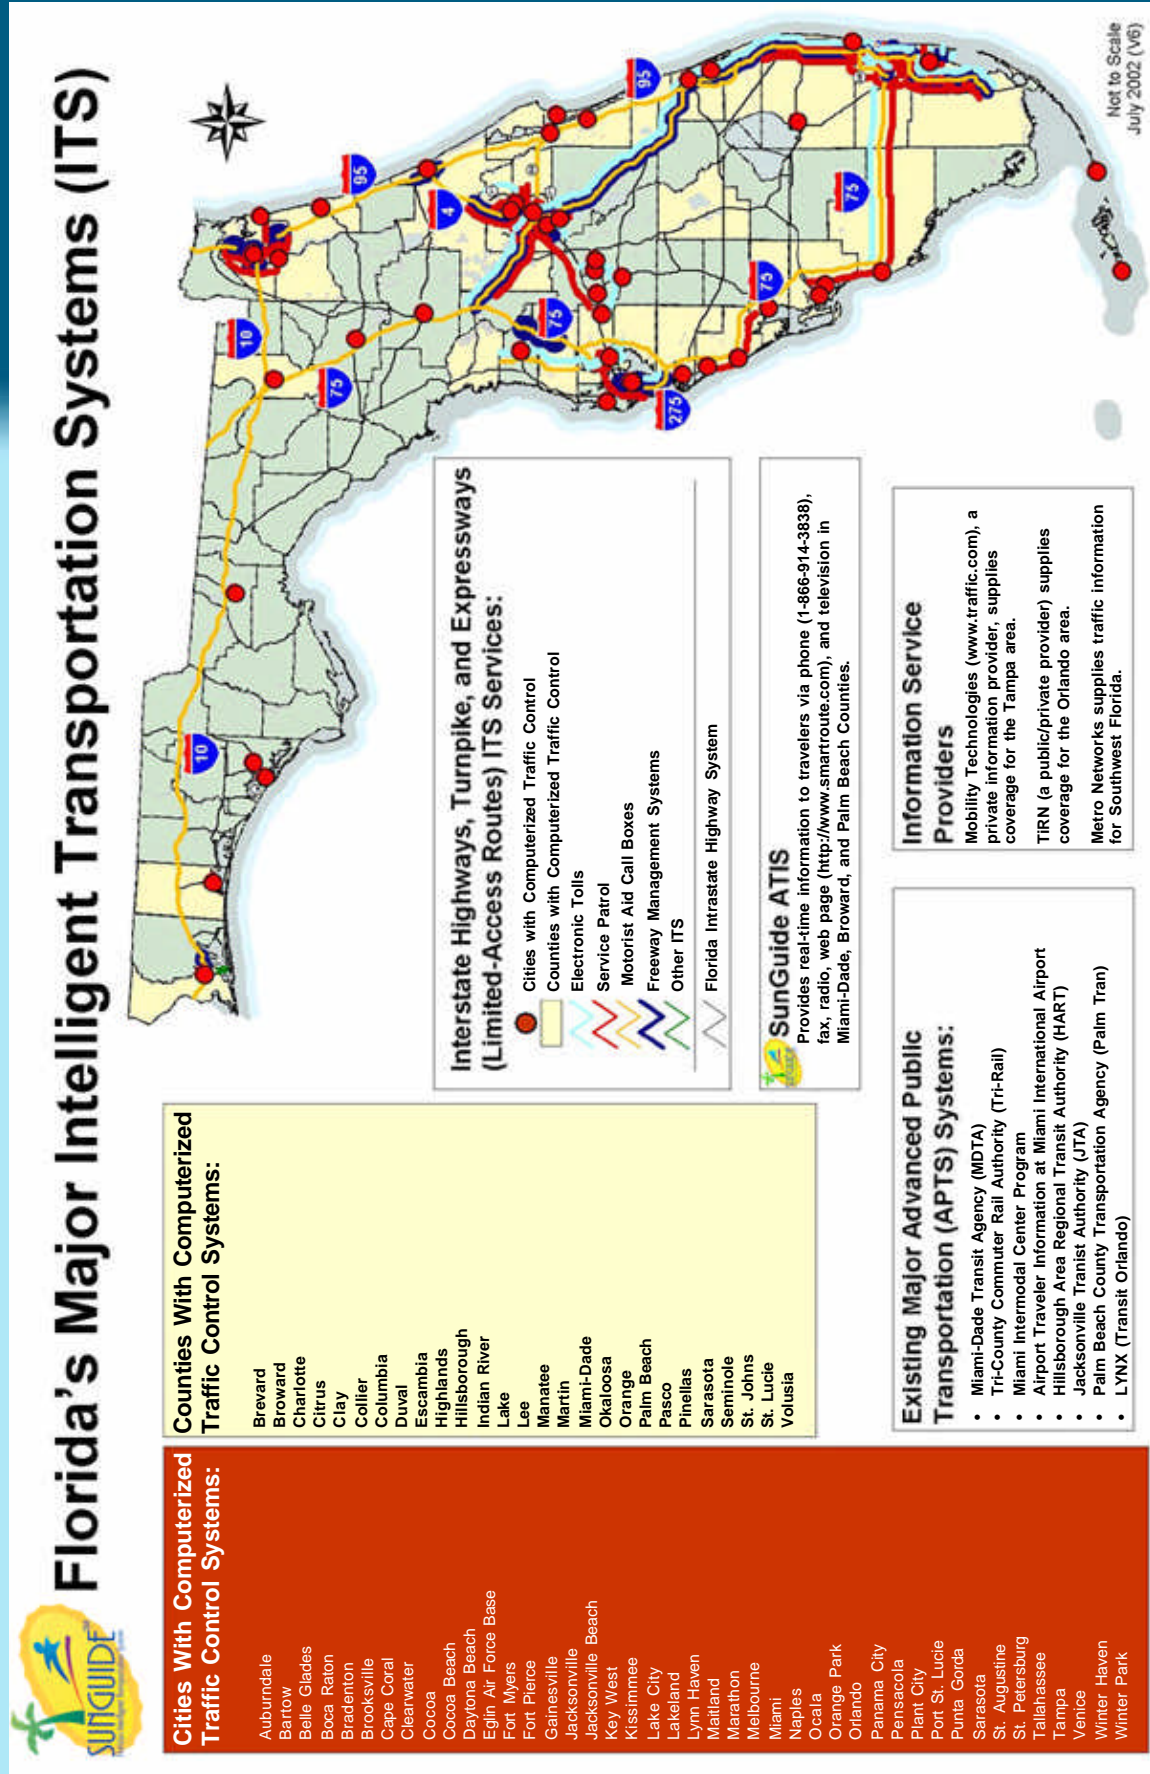 SUNGUIDE
Florida's Major Intelligent Transportation Systems (ITS)
Cities With Computerized
Traffic Control Systems:
Auburndale
Bartow
Belle Glades
Boca Raton
Bradenton
Brooksville
Cape Coral
Clearwater
Cocoa
Cocoa Beach
Daytona Beach
Eglin Air Force Base
Fort Myers
Fort Pierce
Gainesville
Jacksonville
Jacksonville Beach
Key West
Kissimmee
Lake City
Lakeland
Lynn Haven
Maitland
Marathon
Melbourne
Miami
Naples
Ocala
Orange Park
Orlando
Panama City
Pensacola
Plant City
Port St. Lucie
Punta Gorda
Sarasota
St. Augustine
St. Petersburg
Tallahassee
Tampa
Venice
Winter Haven
Winter Park
Counties With Computerized
Traffic Control Systems:
Brevard
Broward
Charlotte
Citrus
Clay
Collier
Columbia
Duval
Escambia
Highlands
Hillsborough
Indian River
Lake
Lee
Manatee
Martin
Miami-Dade
Okaloosa
Orange
Palm Beach
Pasco
Pinellas
Sarasota
Seminole
St. Johns
St. Lucie
Volusia
Existing Major Advanced Public
Transportation (APTS) Systems:
• Miami-Dade Transit Agency (MDTA)
• Tri-County Commuter Rail Authority (Tri-Rail)
• Miami Intermodal Center Program
• Airport Traveler Information at Miami International Airport
• Hillsborough Area Regional Transit Authority (HART)
• Jacksonville Tranist Authority (JTA)
• Palm Beach County Transportation Agency (Palm Tran)
• LYNX (Transit Orlando)
Interstate Highways, Turnpike, and Expressways
(Limited-Access Routes) ITS Services:
Cities with Computerized Traffic Control
Counties with Computerized Traffic Control
Electronic Tolls
Service Patrol
Motorist Aid Call Boxes
Freeway Management Systems
Other ITS
Florida Intrastate Highway System
SunGuide ATIS
Provides real-time information to travelers via phone (1-866-914-3838),
fax, radio, web page (http://www.smartroute.com), and television in
Miami-Dade, Broward, and Palm Beach Counties.
Information Service
Providers
Mobility Technologies (www.traffic.com), a
private information provider, supplies
coverage for the Tampa area.
TiRN (a public/private provider) supplies
coverage for the Orlando area.
Metro Networks supplies traffic information
for Southwest Florida.
10
10
75
95
4
75
275
95
75
75
Not to Scale
July 2002 (V6)